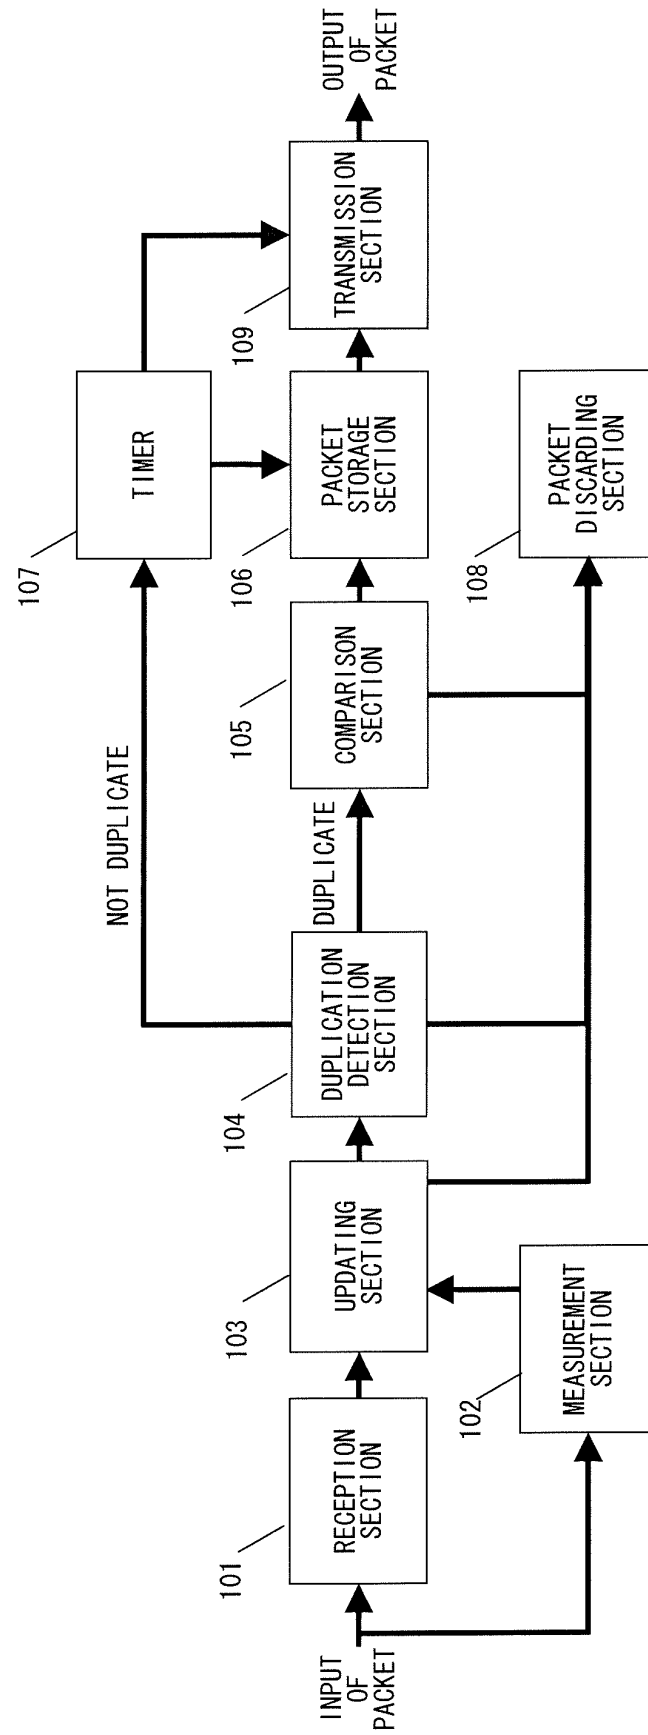 INPUT
OF
PACKET
101
RECEPTION
SECTION
102
MEASUREMENT
SECTION
103
UPDATING
SECTION
104
DUPLICATION
DETECTION
SECTION
NOT DUPLICATE
DUPLICATE
105
COMPARISON
SECTION
106
PACKET
STORAGE
SECTION
107
TIMER
108
PACKET
DISCARDING
SECTION
109
TRANSMISSION
SECTION
OUTPUT
OF
PACKET